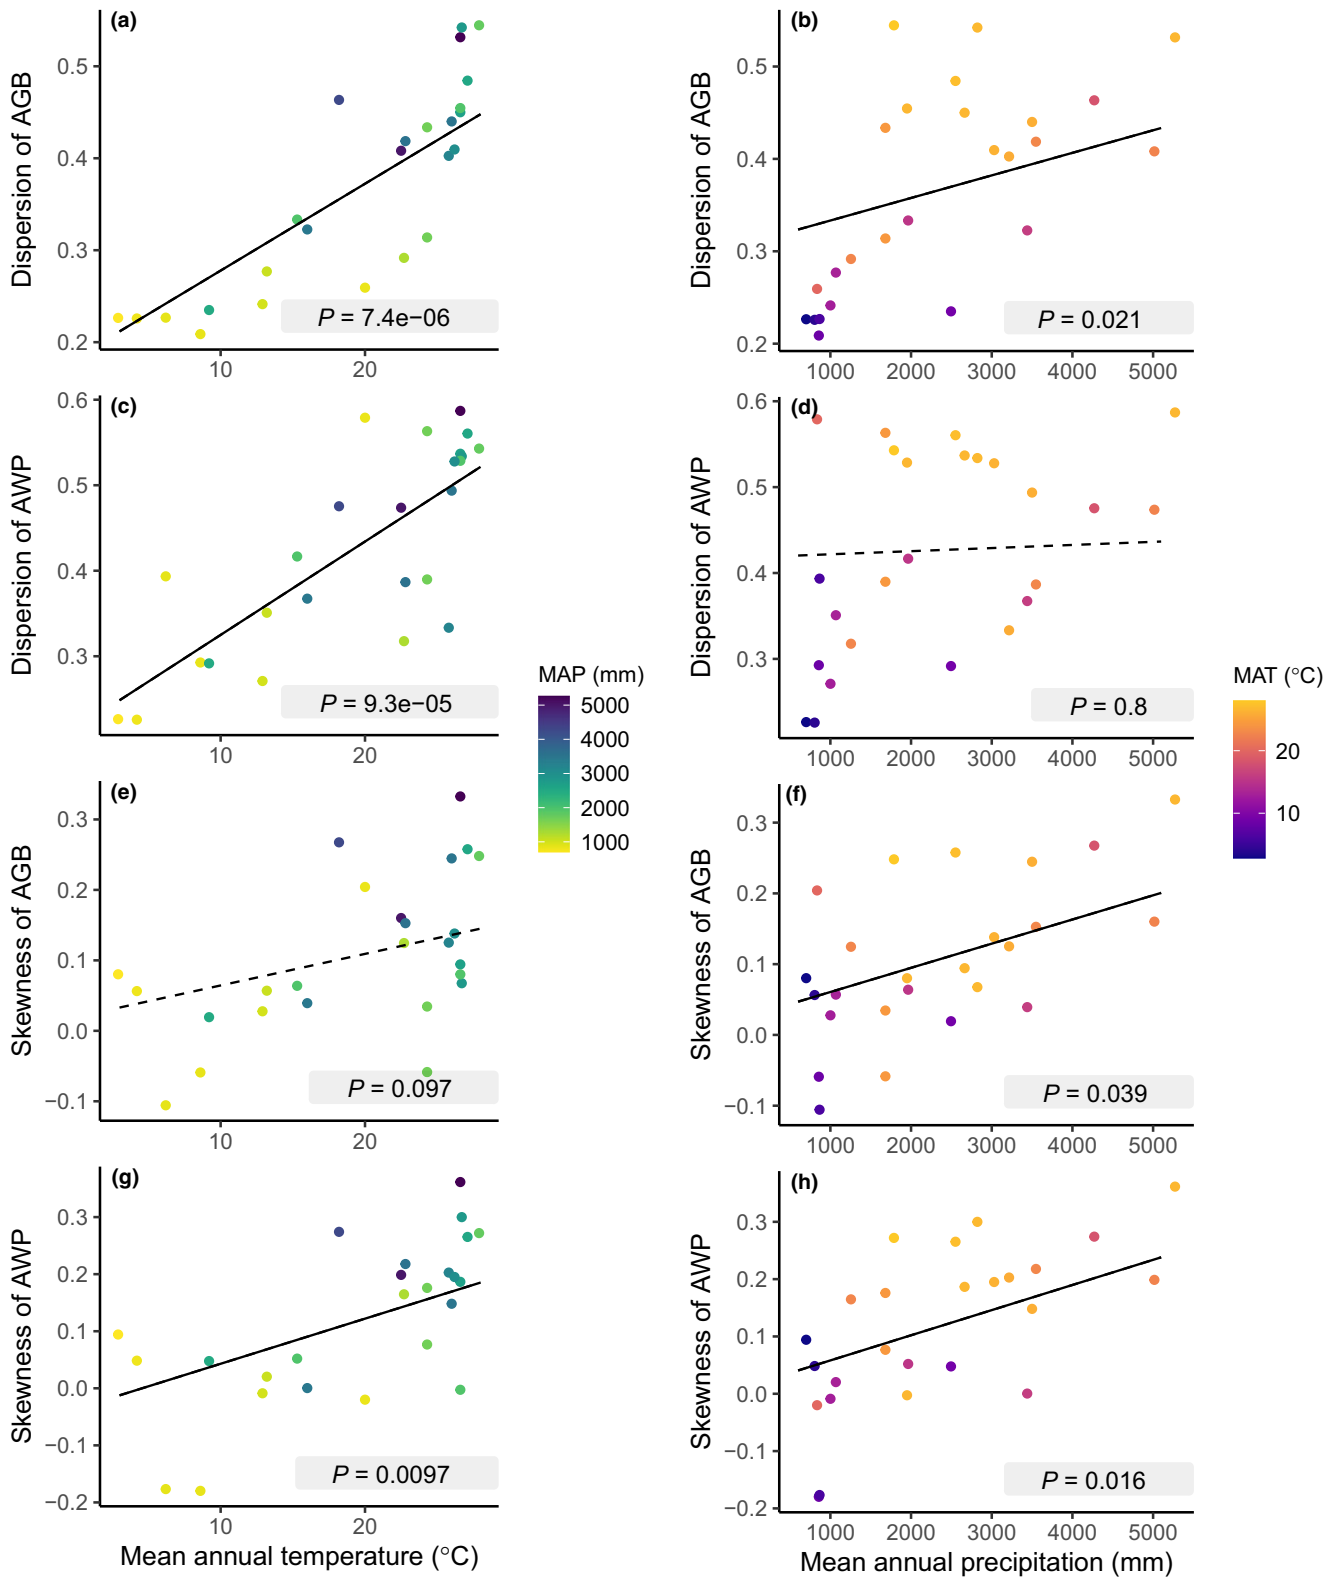 (a)
Dispersion of AGB
0.5
0.4
0.3
0.2
P = 7.4e−06
10 20
(b)
Dispersion of AGB
0.5
0.4
0.3
0.2
P = 0.021
1000 2000 3000 4000 5000
(c)
Dispersion of AWP
0.6
0.5
0.4
0.3
P = 9.3e−05
10 20
MAP (mm)
5000
4000
3000
2000
1000
(d)
Dispersion of AWP
0.6
0.5
0.4
0.3
P = 0.8
1000 2000 3000 4000 5000
MAT (°C)
20
10
(e)
Skewness of AGB
0.3
0.2
0.1
0.0
−0.1
P = 0.097
10 20
(f)
Skewness of AGB
0.3
0.2
0.1
0.0
−0.1
P = 0.039
1000 2000 3000 4000 5000
(g)
Skewness of AWP
0.3
0.2
0.1
0.0
−0.1
−0.2
P = 0.0097
10 20
Mean annual temperature (°C)
(h)
Skewness of AWP
0.3
0.2
0.1
0.0
−0.1
−0.2
P = 0.016
1000 2000 3000 4000 5000
Mean annual precipitation (mm)